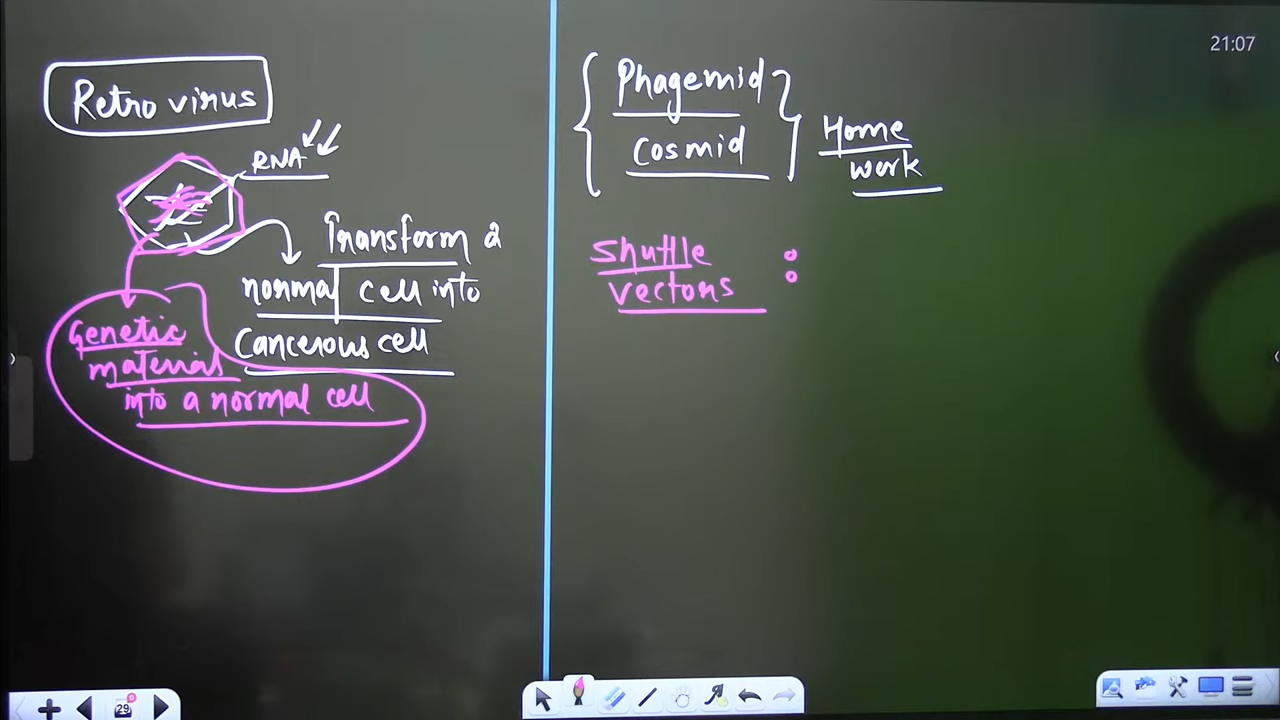 Retro virus
RNA
Transform a
normal cell into
Cancerous cell
Genetic
material
into a normal cell
Phagemid
Cosmid
Home
work
Shuttle
vectors :
21:07
29